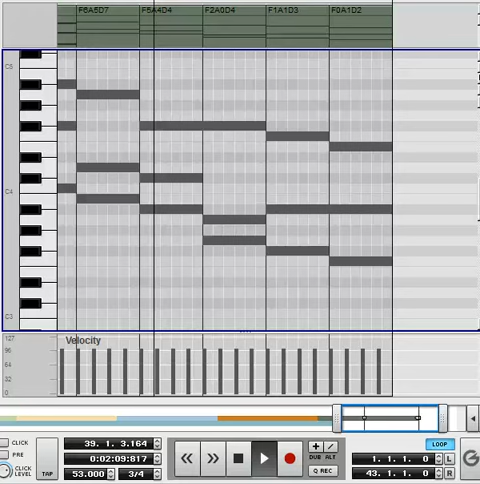 F6A5D7 F5A4D4 F2A0D4 F1A1D3 F0A1D2
C5
C4
C3
127
96
64
32
0
Velocity
CLICK
PRE
CLICK LEVEL
TAP
39. 1. 3.164
0:02:09:817
53.000 3/4
DUB ALT
Q REC
LOOP
1. 1. 1. 0 L
43. 1. 1. 0 R